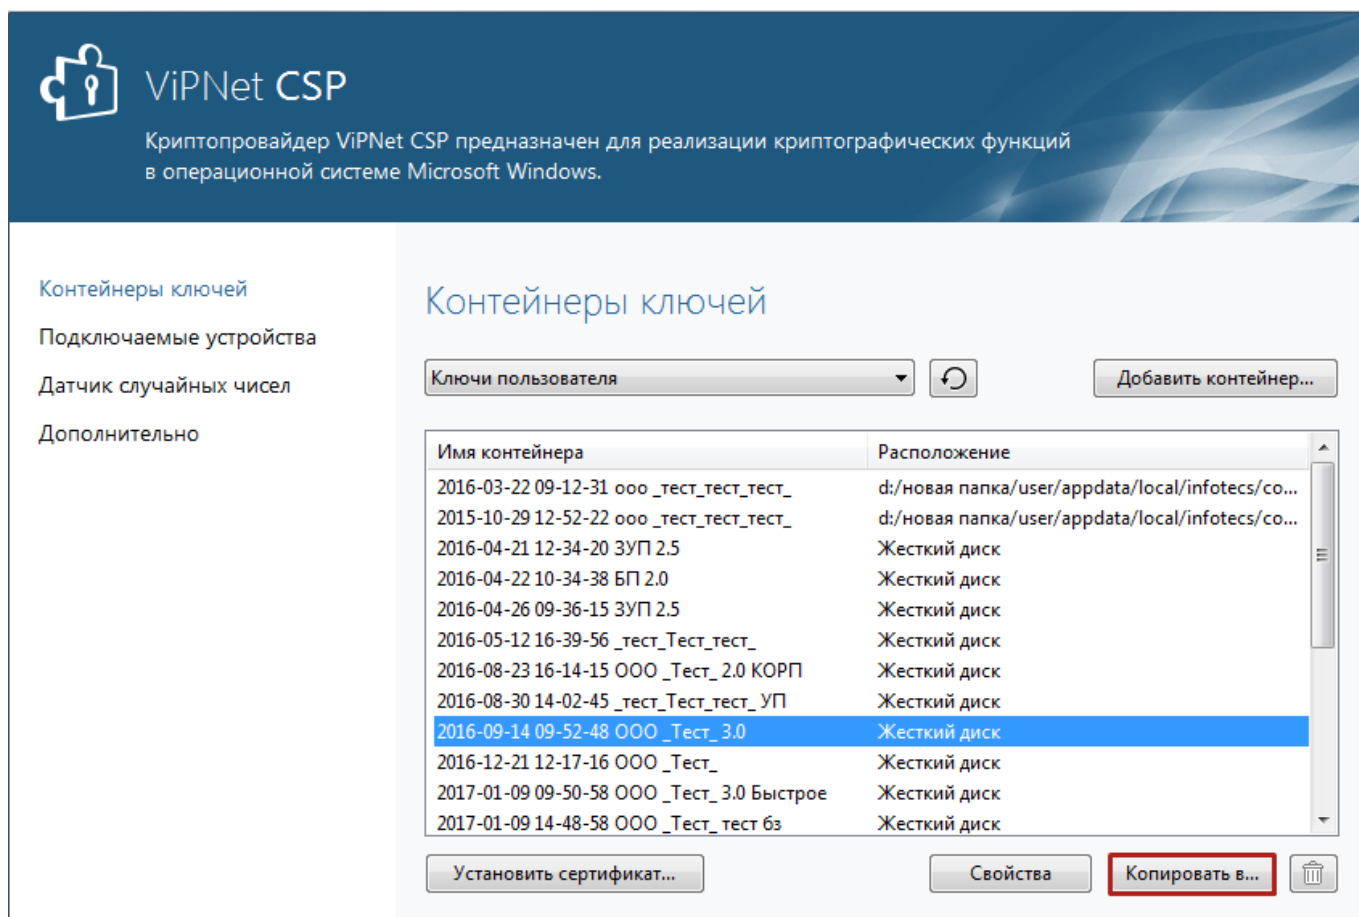 ViPNet CSP
Криптопровайдер ViPNet CSP предназначен для реализации криптографических функций
в операционной системе Microsoft Windows.
Контейнеры ключей
Подключаемые устройства
Датчик случайных чисел
Дополнительно
Контейнеры ключей
Ключи пользователя
Добавить контейнер...
Имя контейнера Расположение
2016-03-22 09-12-31 ооо _тест_тест_тест_ d:/новая папка/user/appdata/local/infotecs/co...
2015-10-29 12-52-22 ооо _тест_тест_тест_ d:/новая папка/user/appdata/local/infotecs/co...
2016-04-21 12-34-20 ЗУП 2.5 Жесткий диск
2016-04-22 10-34-38 БП 2.0 Жесткий диск
2016-04-26 09-36-15 ЗУП 2.5 Жесткий диск
2016-05-12 16-39-56 _тест_Тест_тест_ Жесткий диск
2016-08-23 16-14-15 ООО _Тест_ 2.0 КОРП Жесткий диск
2016-08-30 14-02-45 _тест_Тест_тест_ УП Жесткий диск
2016-09-14 09-52-48 ООО _Тест_ 3.0 Жесткий диск
2016-12-21 12-17-16 ООО _Тест_ Жесткий диск
2017-01-09 09-50-58 ООО _Тест_ 3.0 Быстрое Жесткий диск
2017-01-09 14-48-58 ООО _Тест_ тест бз Жесткий диск
Установить сертификат... Свойства Копировать в...